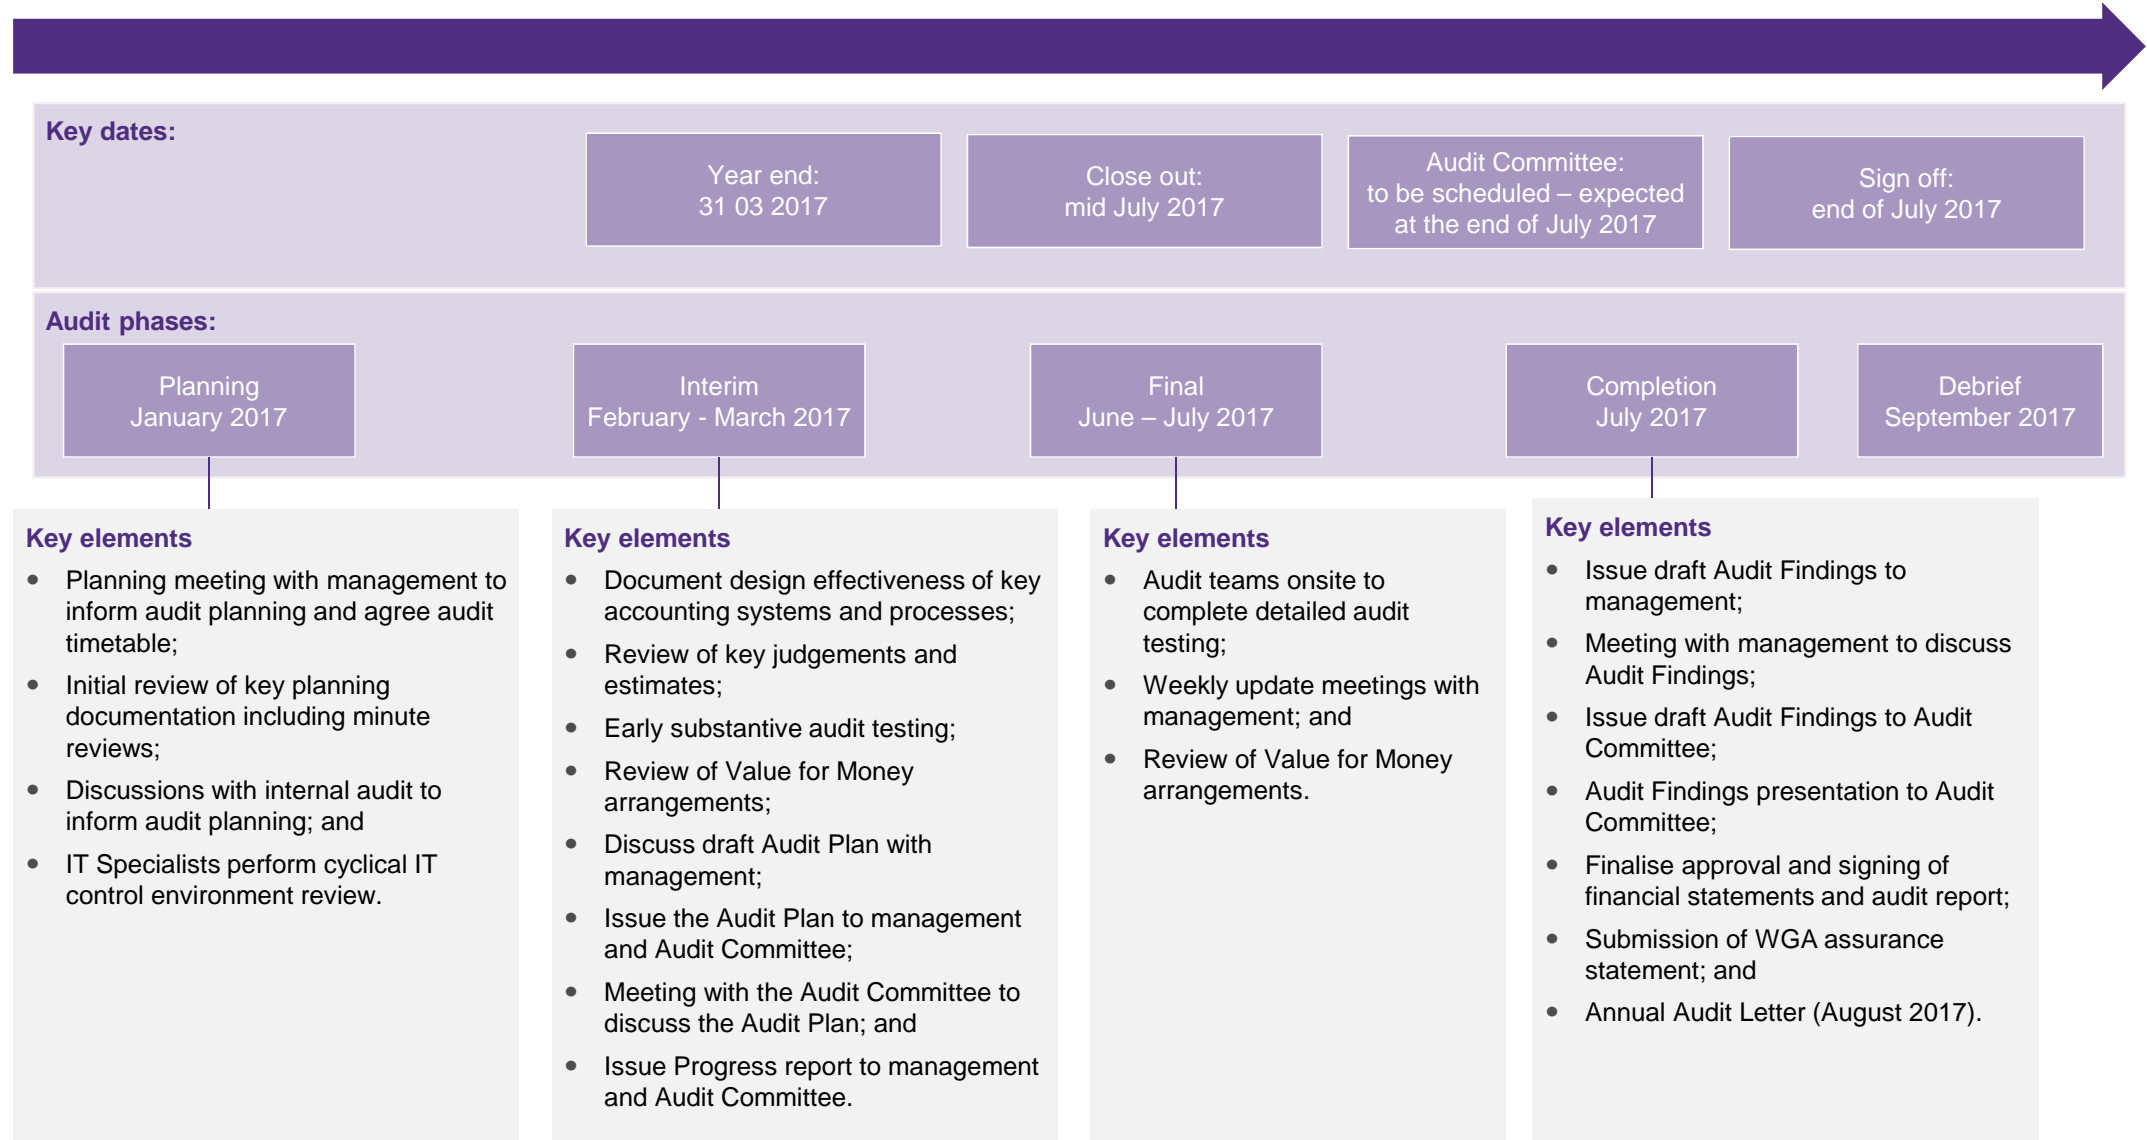 Key dates:
Year end:
31 03 2017
Close out:
mid July 2017
Audit Committee:
to be scheduled – expected
at the end of July 2017
Sign off:
end of July 2017
Audit phases:
Planning
January 2017
Interim
February - March 2017
Final
June – July 2017
Completion
July 2017
Debrief
September 2017
Key elements
• Planning meeting with management to
inform audit planning and agree audit
timetable;
• Initial review of key planning
documentation including minute
reviews;
• Discussions with internal audit to
inform audit planning; and
• IT Specialists perform cyclical IT
control environment review.
Key elements
• Document design effectiveness of key
accounting systems and processes;
• Review of key judgements and
estimates;
• Early substantive audit testing;
• Review of Value for Money
arrangements;
• Discuss draft Audit Plan with
management;
• Issue the Audit Plan to management
and Audit Committee;
• Meeting with the Audit Committee to
discuss the Audit Plan; and
• Issue Progress report to management
and Audit Committee.
Key elements
• Audit teams onsite to
complete detailed audit
testing;
• Weekly update meetings with
management; and
• Review of Value for Money
arrangements.
Key elements
• Issue draft Audit Findings to
management;
• Meeting with management to discuss
Audit Findings;
• Issue draft Audit Findings to Audit
Committee;
• Audit Findings presentation to Audit
Committee;
• Finalise approval and signing of
financial statements and audit report;
• Submission of WGA assurance
statement; and
• Annual Audit Letter (August 2017).